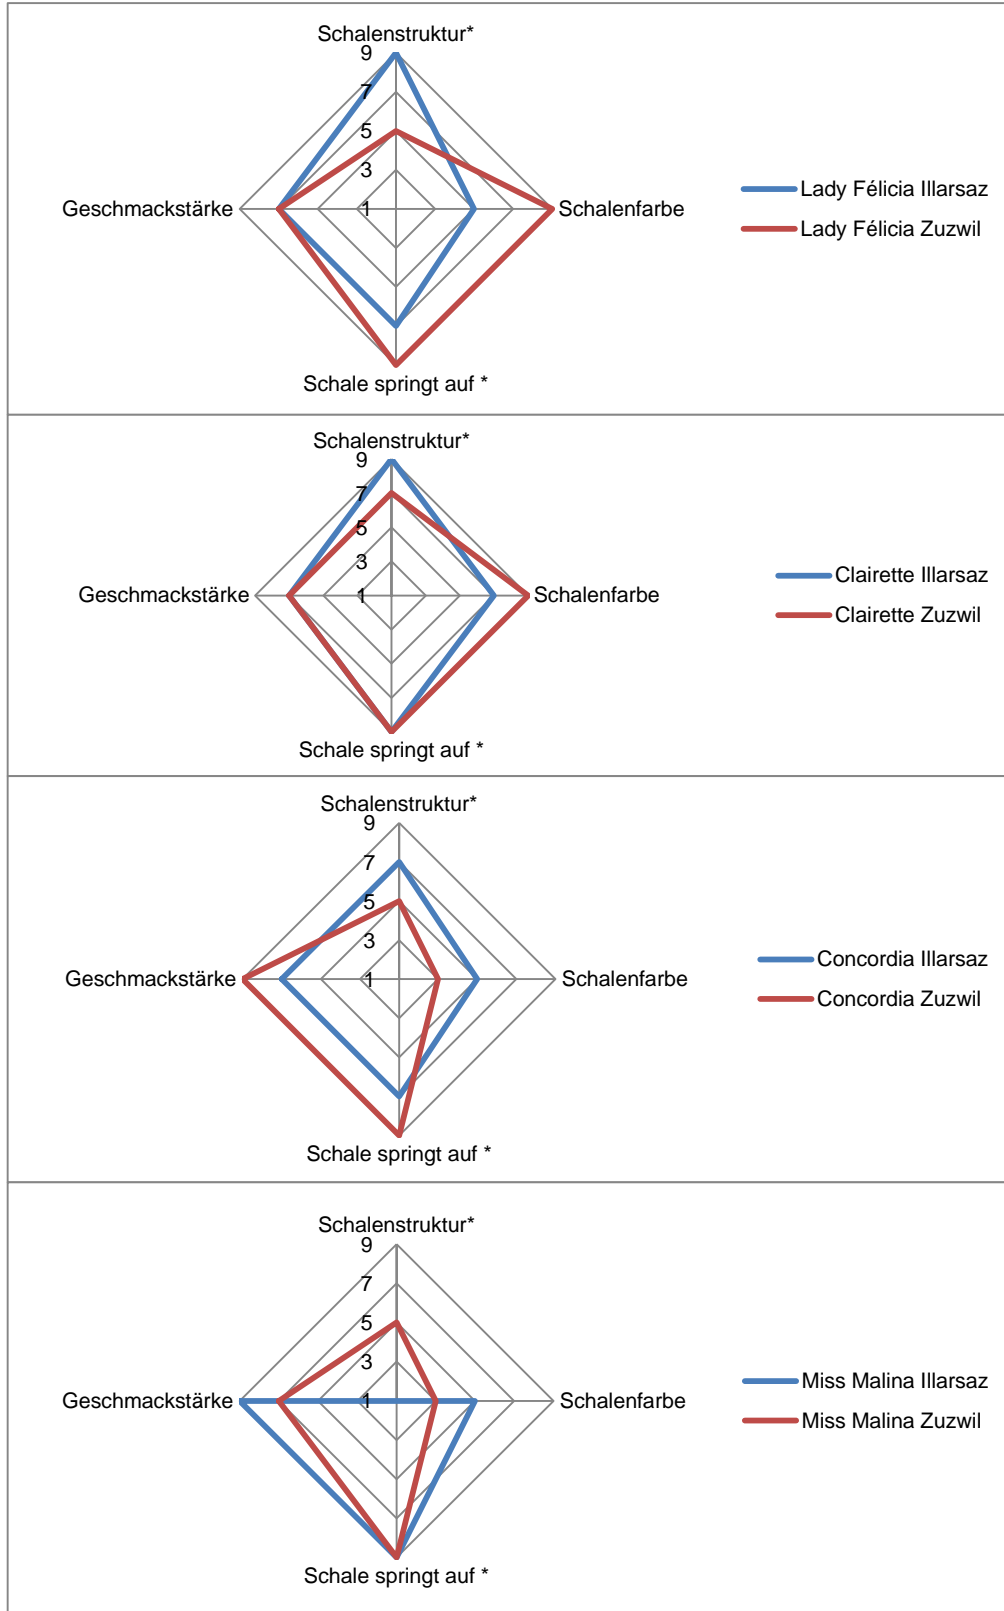 Schalenstruktur*
9
7
5
3
1
Geschmackstärke
Schalenfarbe
Schale springt auf *
Lady Félicia Illarsaz
Lady Félicia Zuzwil
Schalenstruktur*
9
7
5
3
1
Geschmackstärke
Schalenfarbe
Schale springt auf *
Clairette Illarsaz
Clairette Zuzwil
Schalenstruktur*
9
7
5
3
1
Geschmackstärke
Schalenfarbe
Schale springt auf *
Concordia Illarsaz
Concordia Zuzwil
Schalenstruktur*
9
7
5
3
1
Geschmackstärke
Schalenfarbe
Schale springt auf *
Miss Malina Illarsaz
Miss Malina Zuzwil